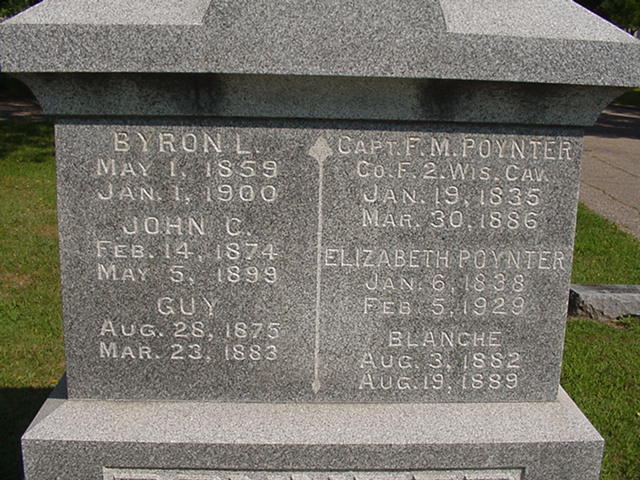 BYRON L.
MAY 1, 1859
JAN. 1, 1900
JOHN C.
FEB. 14, 1874
MAY 5, 1899
GUY
AUG. 28, 1875
MAR. 23, 1883
CAPT. F. M. POYNTER
CO. F. 2. WIS. CAV.
JAN. 19, 1835
MAR. 30, 1886
ELIZABETH POYNTER
JAN. 6, 1838
FEB. 5, 1929
BLANCHE
AUG. 3, 1882
AUG. 19, 1889